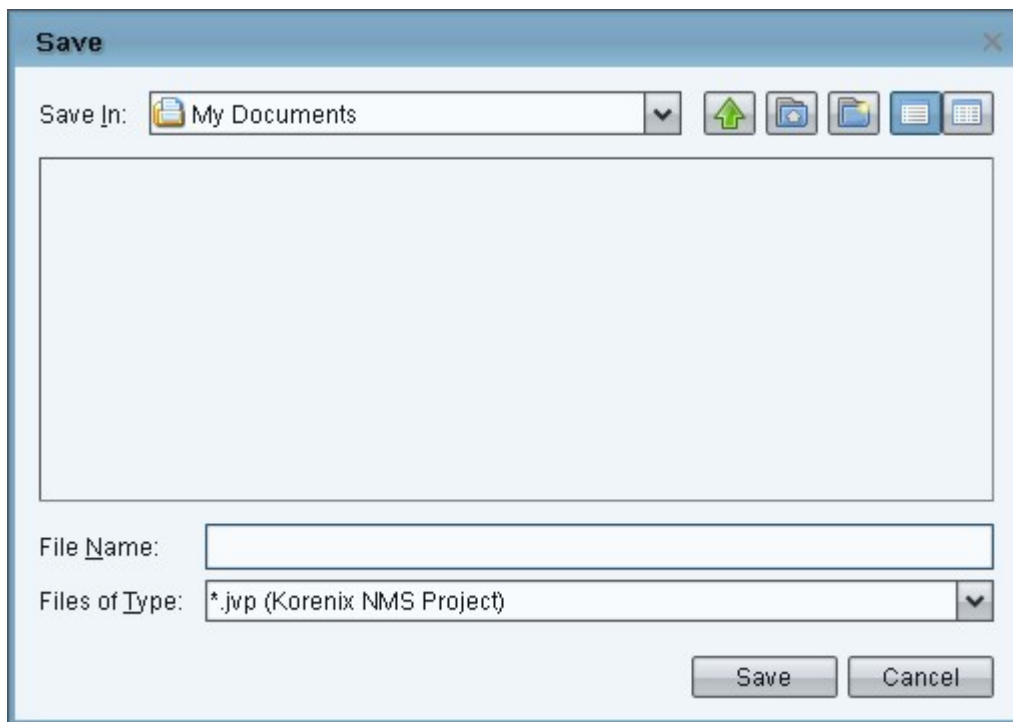 Save
Save In: My Documents
File Name:
Files of Type: *.jvp (Korenix NMS Project)
Save Cancel